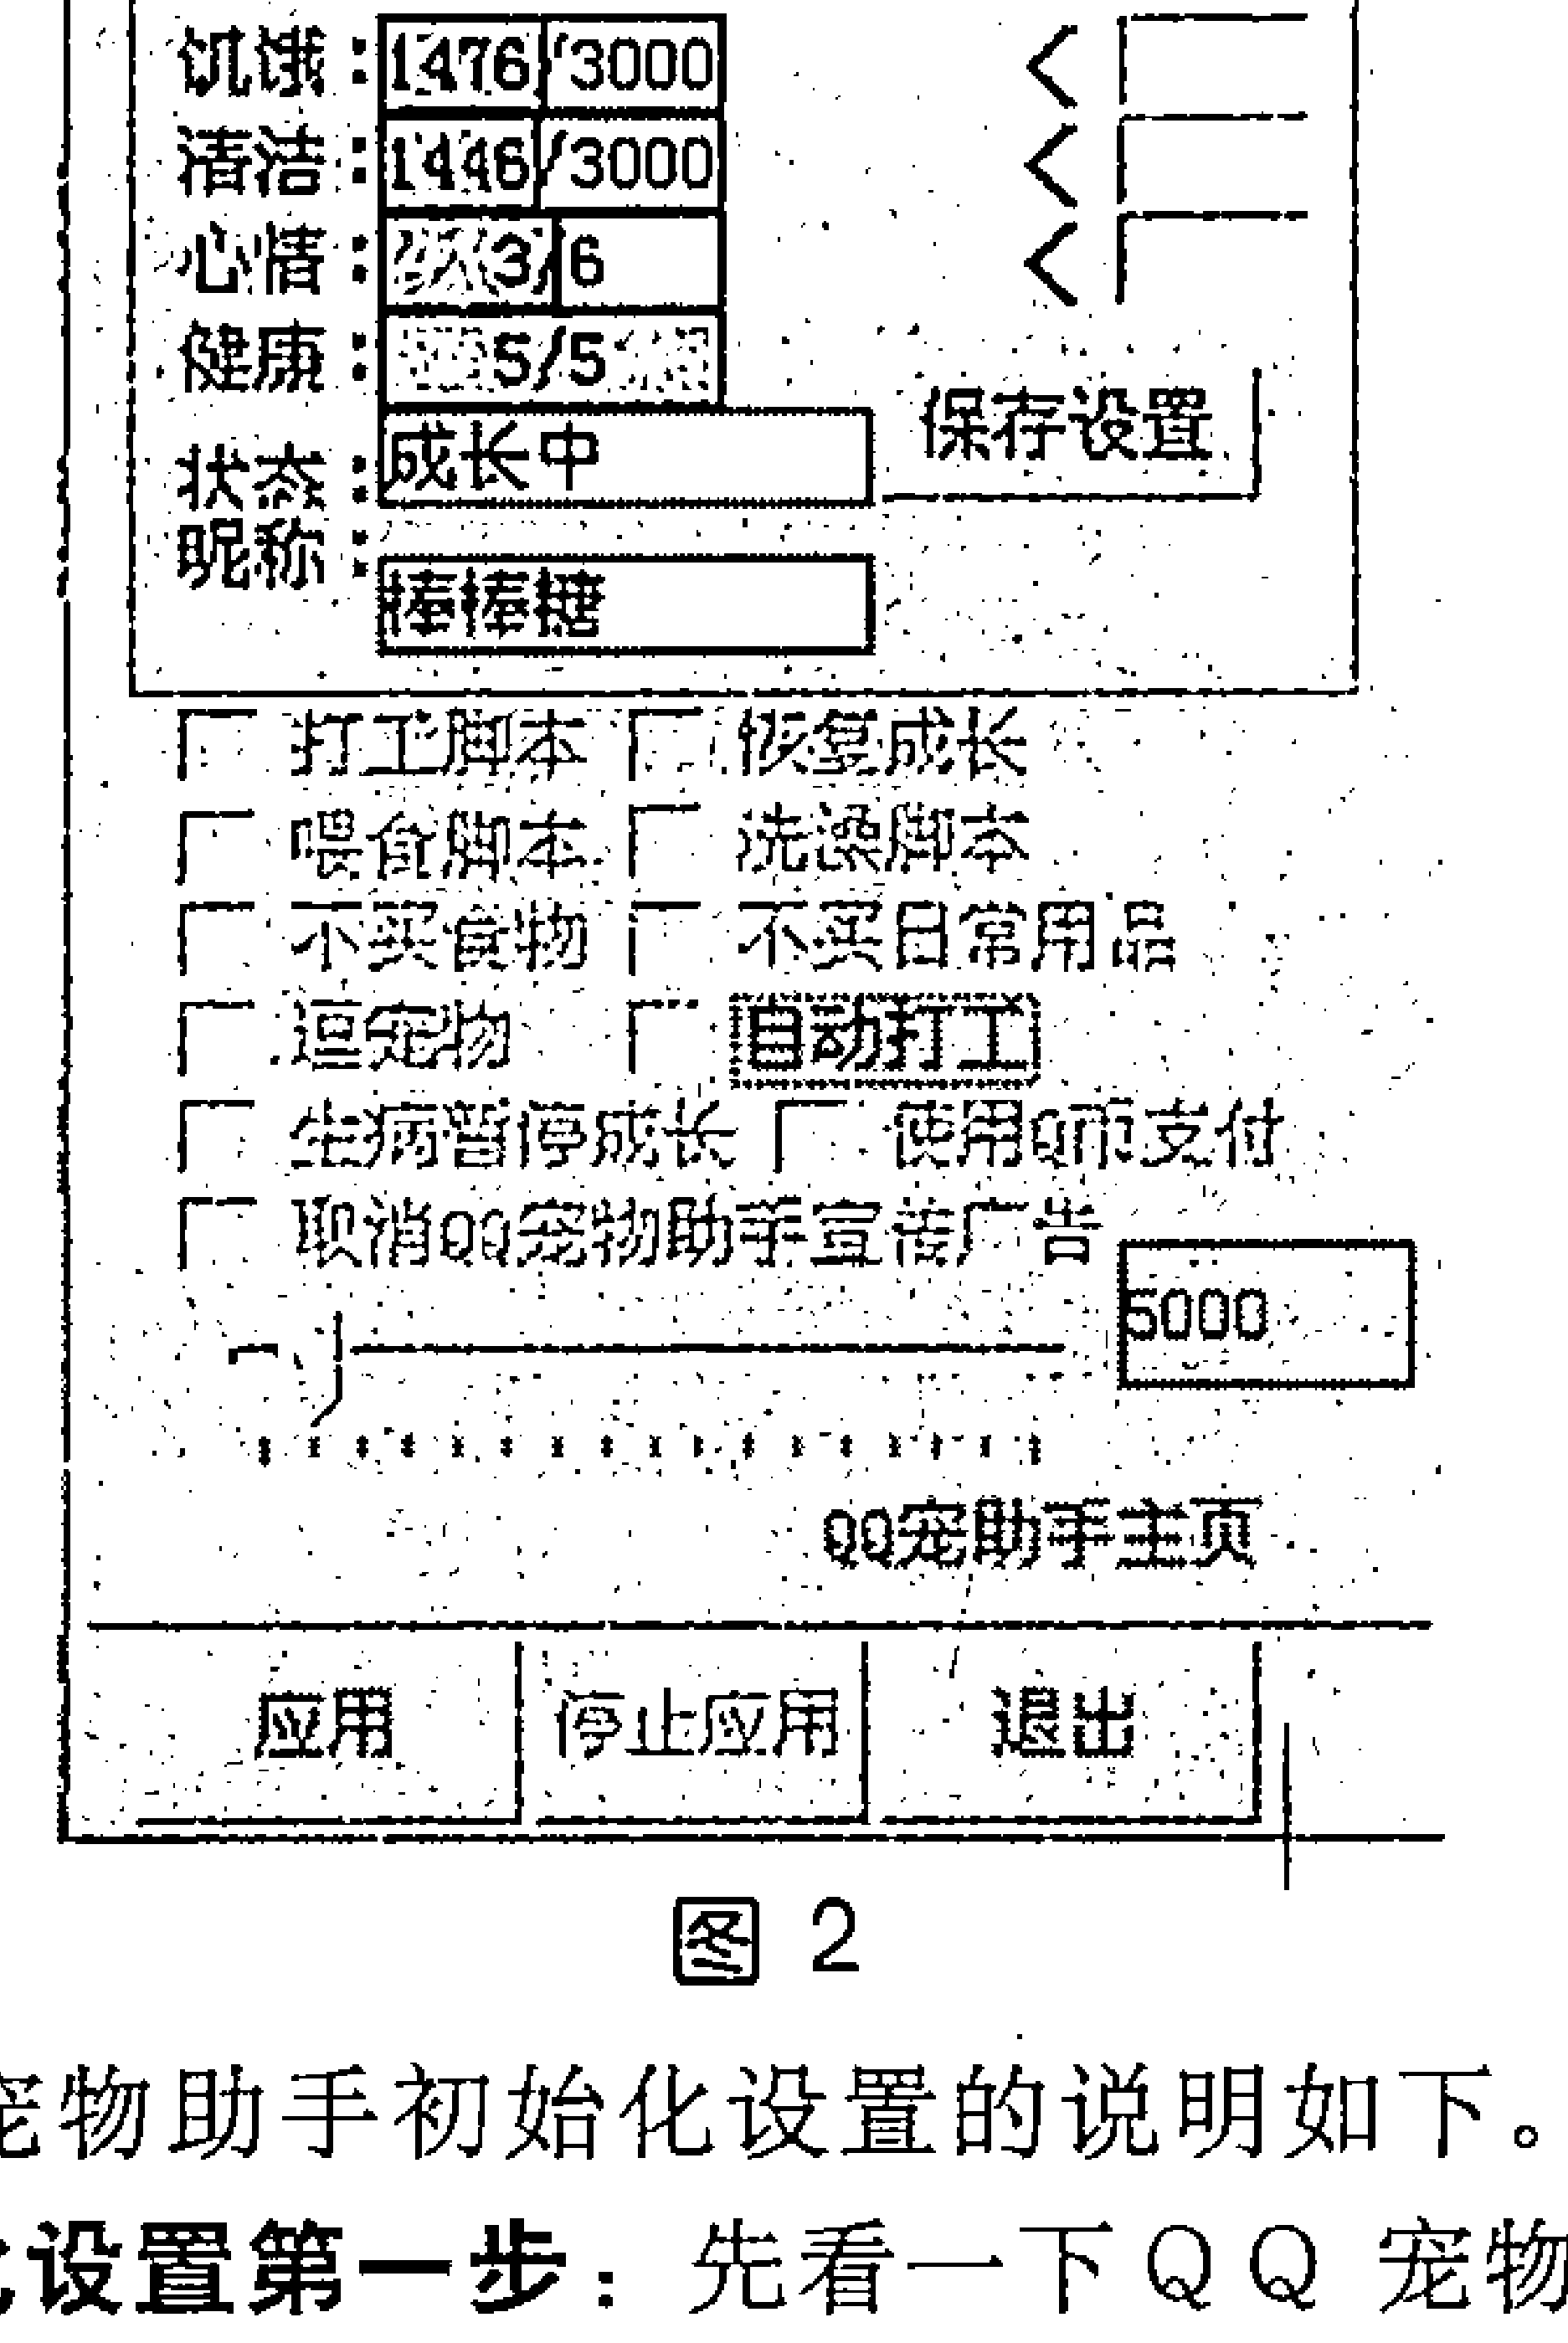 饥饿：1476/3000 <
清洁：1446/3000 <
心情：3/6 <
健康：5/5
保存设置
状态：成长中
昵称：棒棒糖
打工脚本 恢复成长
喂食脚本 洗澡脚本
不买食物 不买日常用品
逗宠物 自动打工
生病暂停成长 使用Q币支付
取消QQ宠物助手宣传广告
5000
QQ宠助手主页
应用 停止应用 退出
图 2
宠物助手初始化设置的说明如下。
化设置第一步：先看一下QQ 宠物